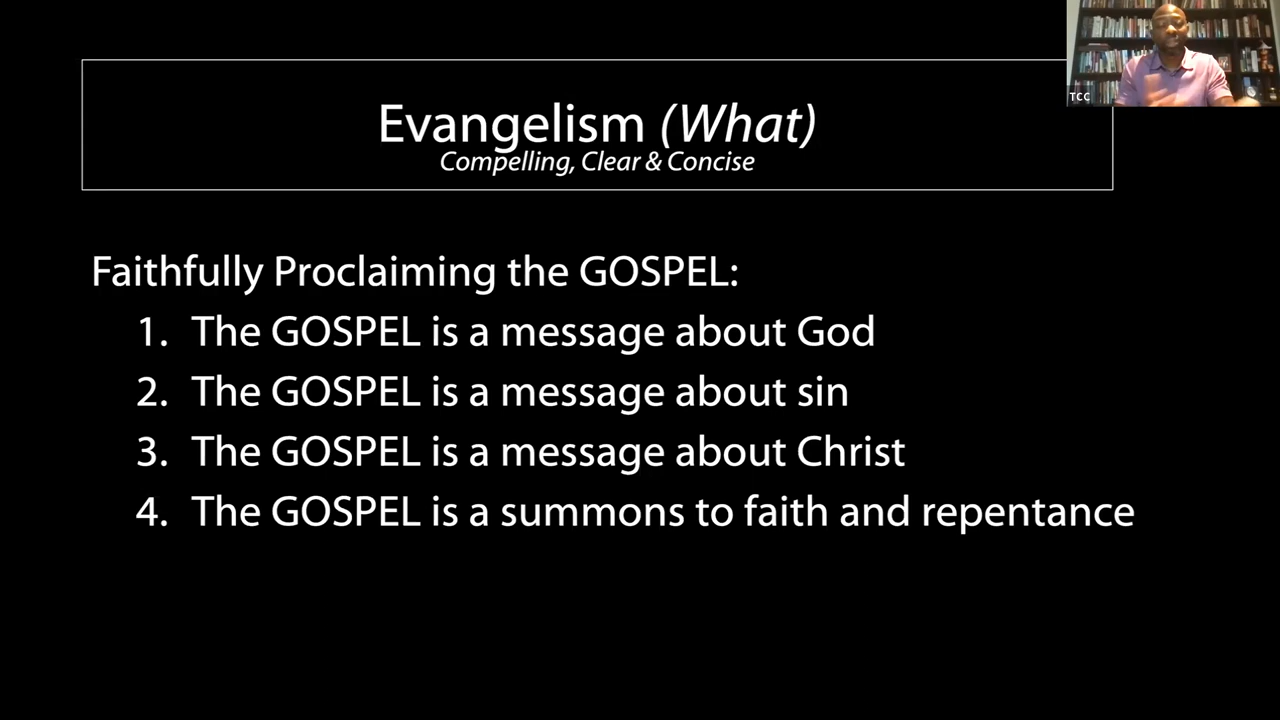 Evangelism (What)
Compelling, Clear & Concise
TCC
Faithfully Proclaiming the GOSPEL:
1. The GOSPEL is a message about God
2. The GOSPEL is a message about sin
3. The GOSPEL is a message about Christ
4. The GOSPEL is a summons to faith and repentance